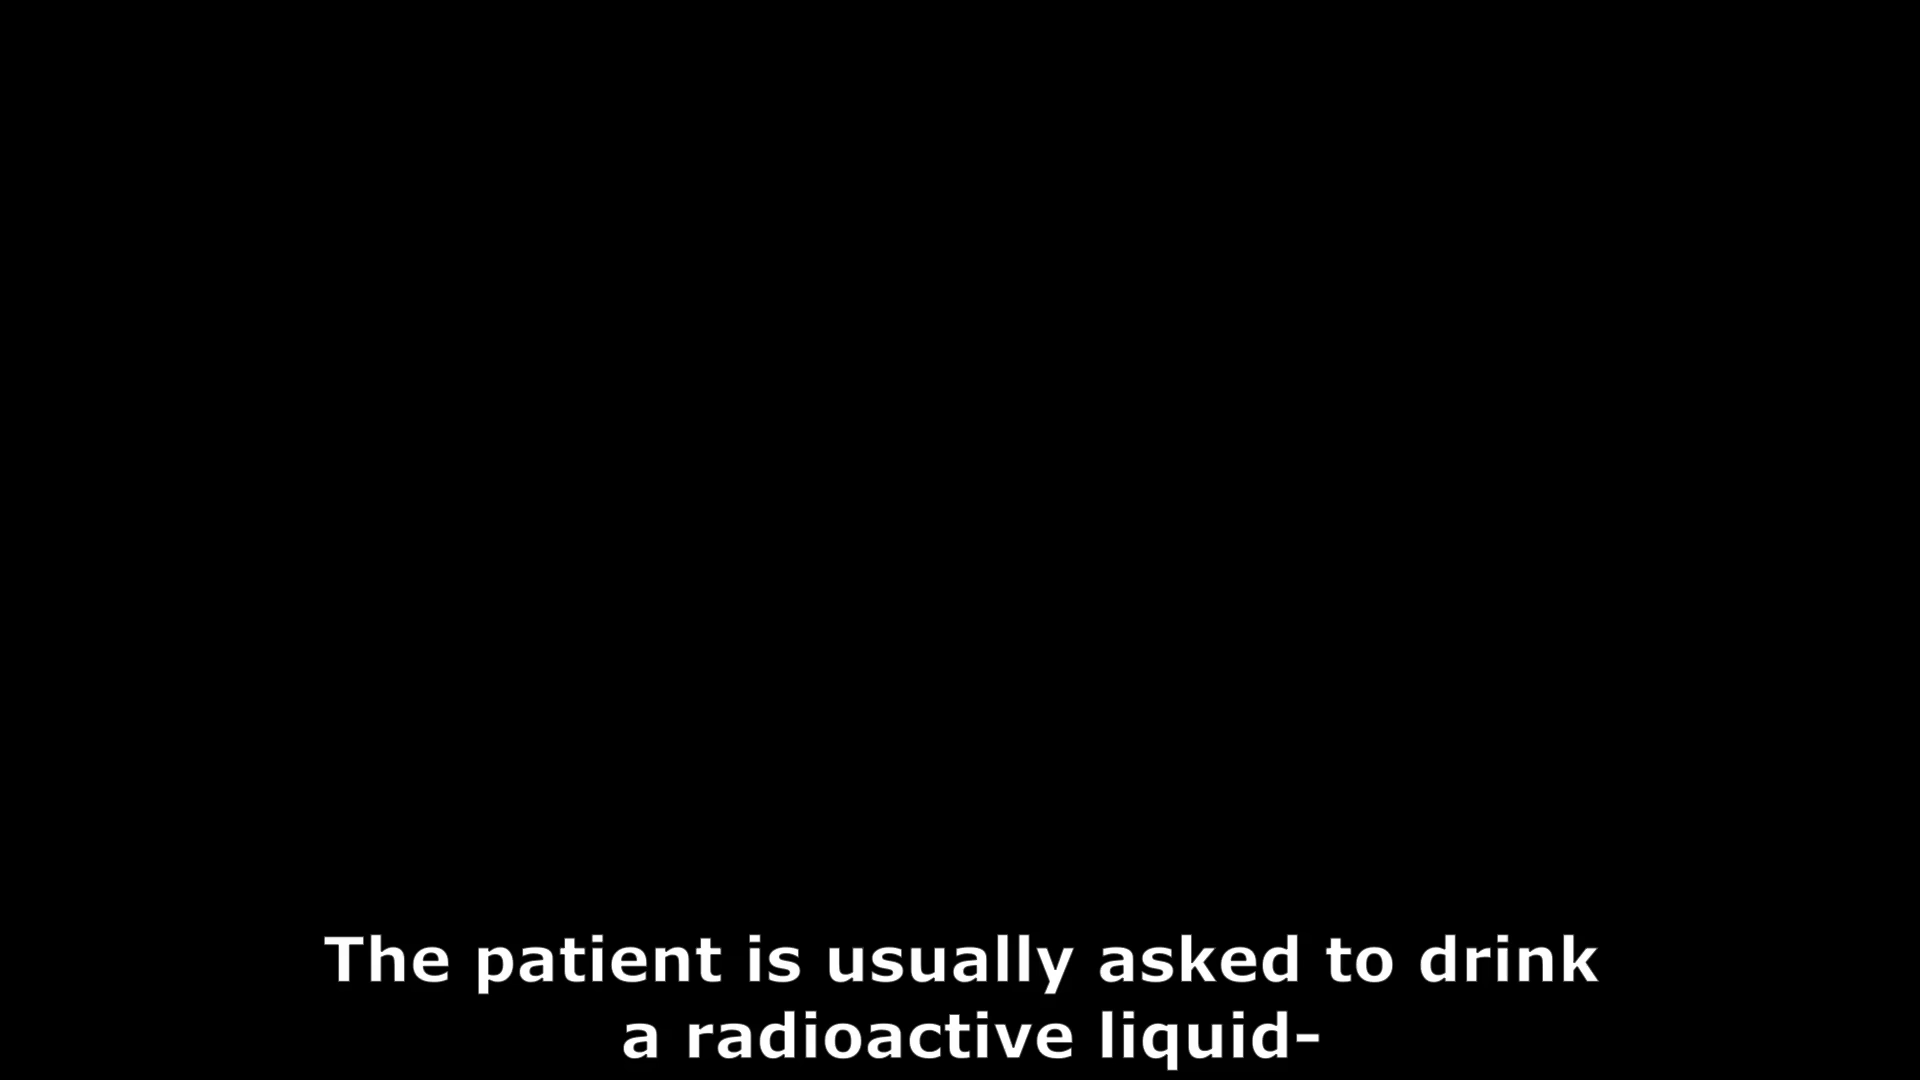 The patient is usually asked to drink
a radioactive liquid-